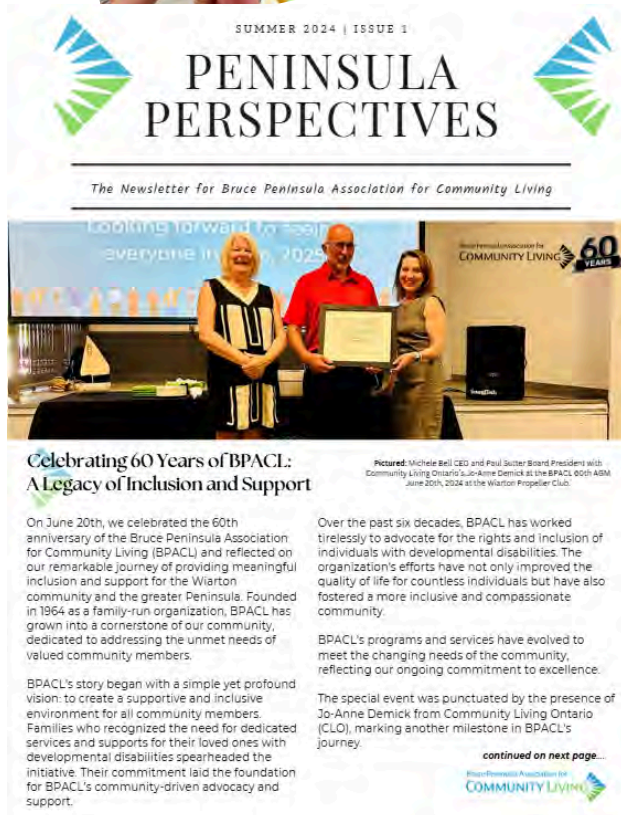 SUMMER 2024 | ISSUE 1
PENINSULA
PERSPECTIVES
The Newsletter for Bruce Peninsula Association for Community Living
Looking forward to seeing
everyone in
2025
Bruce Peninsula Association for
COMMUNITY LIVING
60
YEARS
Celebrating 60 Years of BPACL:
A Legacy of Inclusion and Support
Pictured: Michele Bell CEO and Paul Sutter Board President with
Community Living Ontario's Jo-Anne Demick at the BPACL 60th AGM
June 20th, 2024 at the Wiarton Propeller Club.
On June 20th, we celebrated the 60th
anniversary of the Bruce Peninsula Association
for Community Living (BPACL) and reflected on
our remarkable journey of providing meaningful
inclusion and support for the Wiarton
community and the greater Peninsula. Founded
in 1964 as a family-run organization, BPACL has
grown into a cornerstone of our community,
dedicated to addressing the unmet needs of
valued community members.
BPACL's story began with a simple yet profound
vision: to create a supportive and inclusive
environment for all community members.
Families who recognized the need for dedicated
services and supports for their loved ones with
developmental disabilities spearheaded the
initiative. Their commitment laid the foundation
for BPACL's community-driven advocacy and
support.
Over the past six decades, BPACL has worked
tirelessly to advocate for the rights and inclusion of
individuals with developmental disabilities. The
organization's efforts have not only improved the
quality of life for countless individuals but have also
fostered a more inclusive and compassionate
community.
BPACL's programs and services have evolved to
meet the changing needs of the community,
reflecting our ongoing commitment to excellence.
The special event was punctuated by the presence of
Jo-Anne Demick from Community Living Ontario
(CLO), marking another milestone in BPACL's
journey.
continued on next page....
Bruce Peninsula Association for
COMMUNITY LIVING